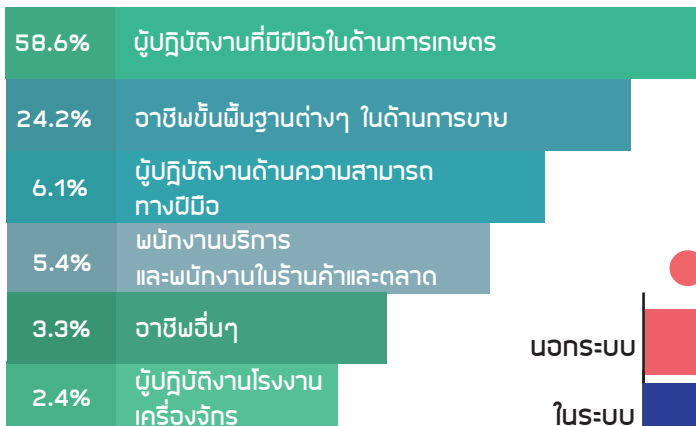 58.6% ผู้ปฏิบัติงานที่มีฝีมือในด้านการเกษตร
24.2% อาชีพขั้นพื้นฐานต่างๆ ในด้านการขาย
6.1% ผู้ปฏิบัติงานด้านความสามารถ
ทางฝีมือ
5.4% พนักงานบริการ
และพนักงานในร้านค้าและตลาด
3.3% อาชีพอื่นๆ
2.4% ผู้ปฏิบัติงานโรงงาน
เครื่องจักร
นอกระบบ
ในระบบ